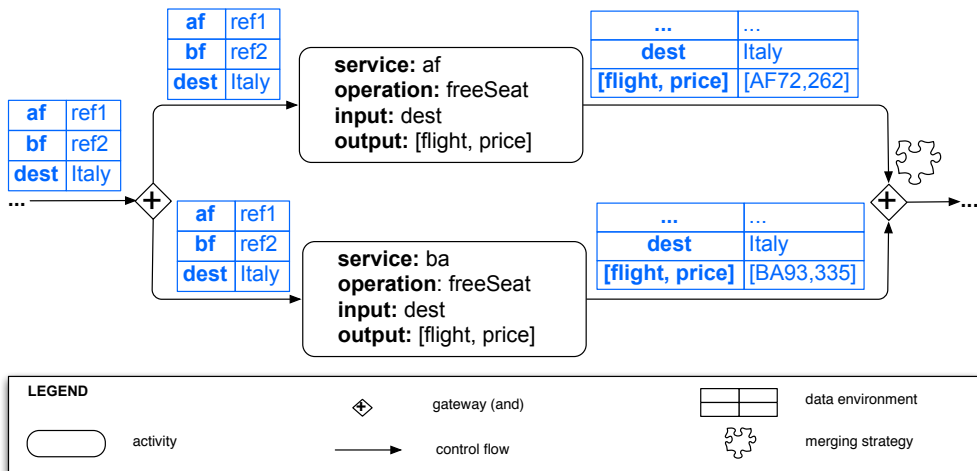 af ref1
bf ref2
dest Italy
service: af
operation: freeSeat
input: dest
output: [flight, price]
... ...
dest Italy
[flight, price] [AF72,262]
af ref1
bf ref2
dest Italy
...
+
+
...
af ref1
bf ref2
dest Italy
service: ba
operation: freeSeat
input: dest
output: [flight, price]
... ...
dest Italy
[flight, price] [BA93,335]
LEGEND
activity
+
gateway (and)
control flow
data environment
merging strategy